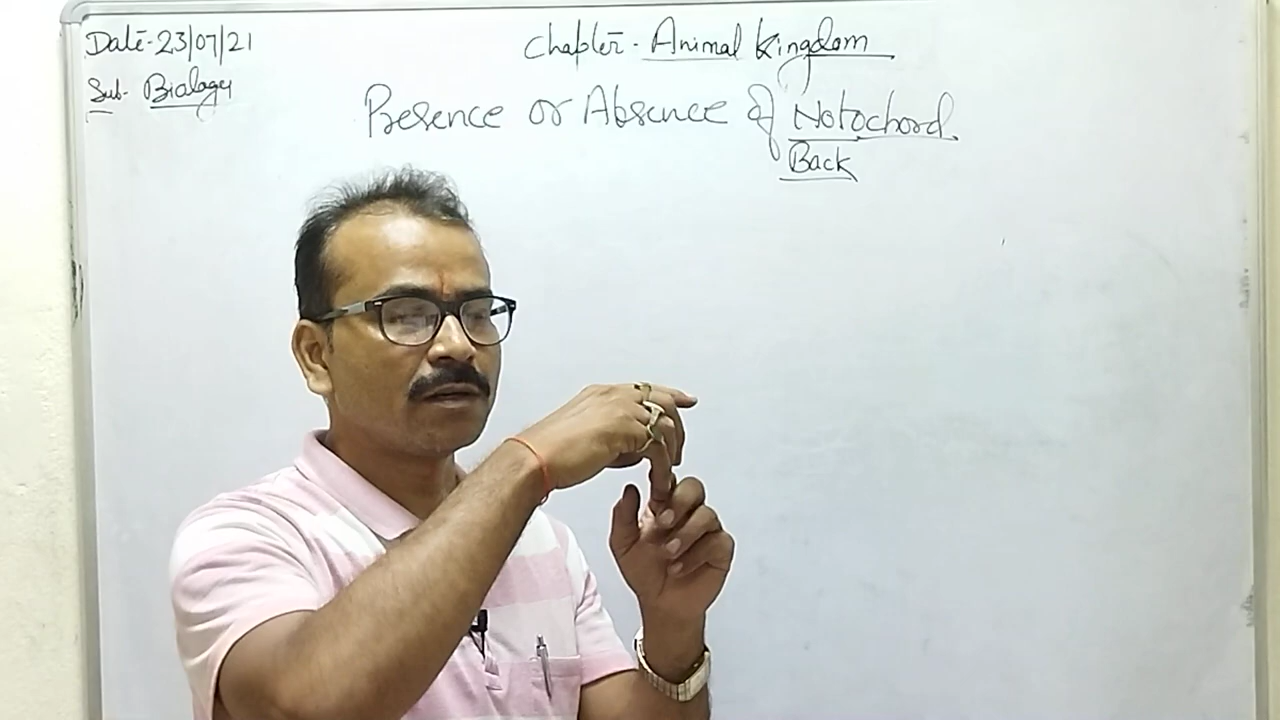 Date-23/07/21
Chapter-Animal Kingdom
Sub- Biology
Presence or Absence of Notochord
Back